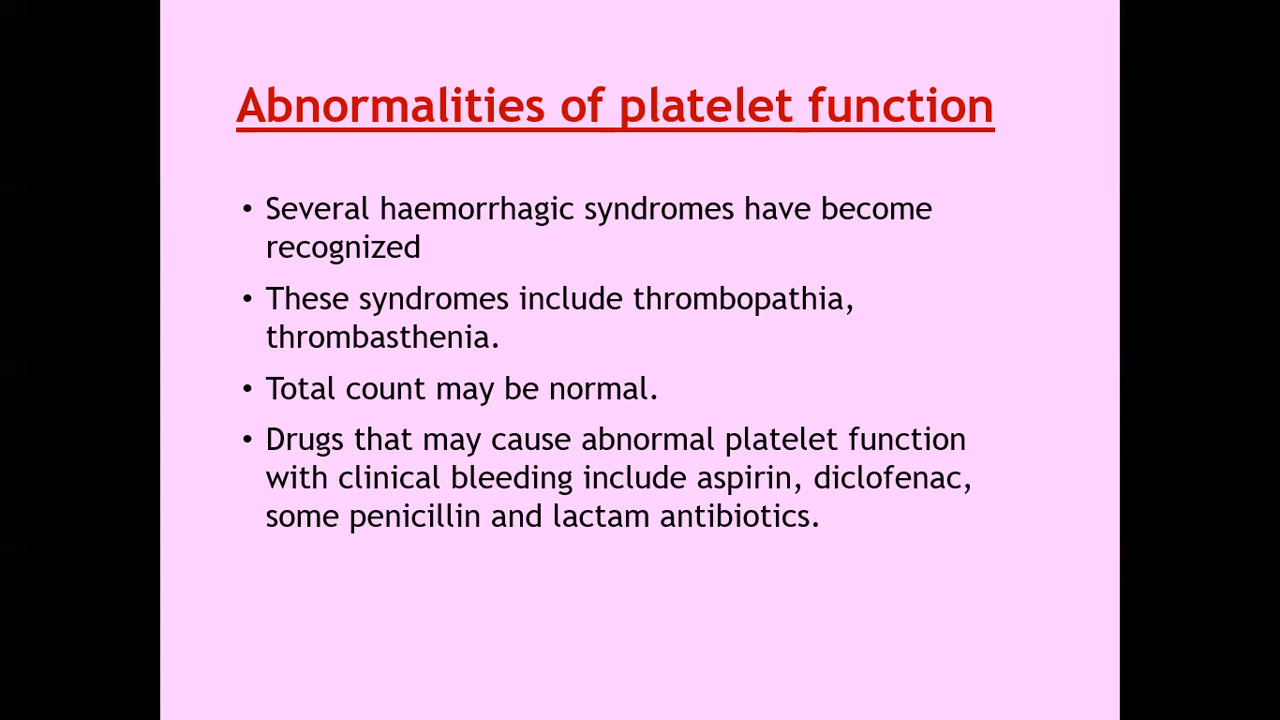 Abnormalities of platelet function
• Several haemorrhagic syndromes have become
recognized
• These syndromes include thrombopathia,
thrombasthenia.
• Total count may be normal.
• Drugs that may cause abnormal platelet function
with clinical bleeding include aspirin, diclofenac,
some penicillin and lactam antibiotics.